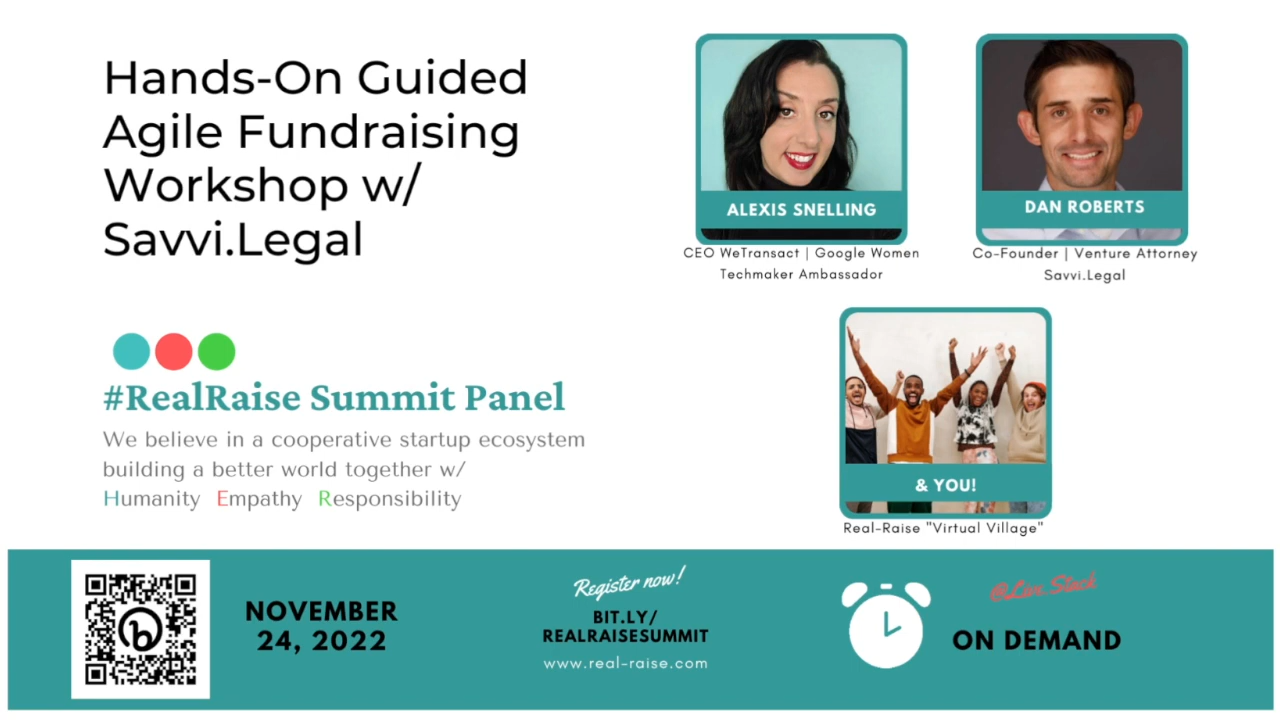 Hands-On Guided
Agile Fundraising
Workshop w/
Savvi.Legal
ALEXIS SNELLING
CEO WeTransact | Google Women
Techmaker Ambassador
DAN ROBERTS
Co-Founder | Venture Attorney
Savvi.Legal
#RealRaise Summit Panel
We believe in a cooperative startup ecosystem
building a better world together w/
Humanity Empathy Responsibility
& YOU!
Real-Raise "Virtual Village"
b
NOVEMBER
24, 2022
Register now!
BIT.LY/
REALRAISESUMMIT
www.real-raise.com
@Live Stack
ON DEMAND